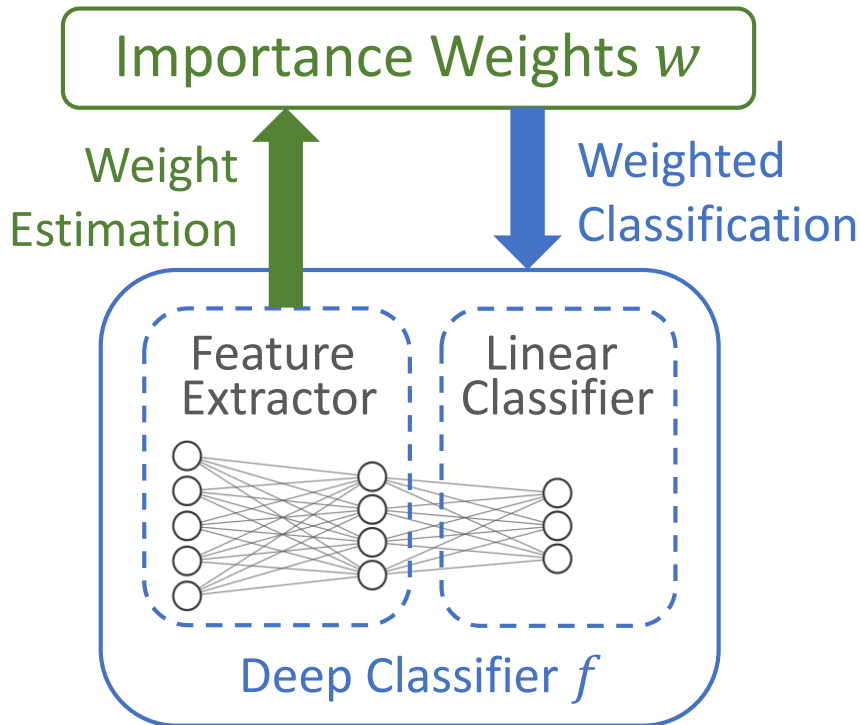 Importance Weights w
Weight
Estimation
Weighted
Classification
Feature
Extractor
Linear
Classifier
Deep Classifier f